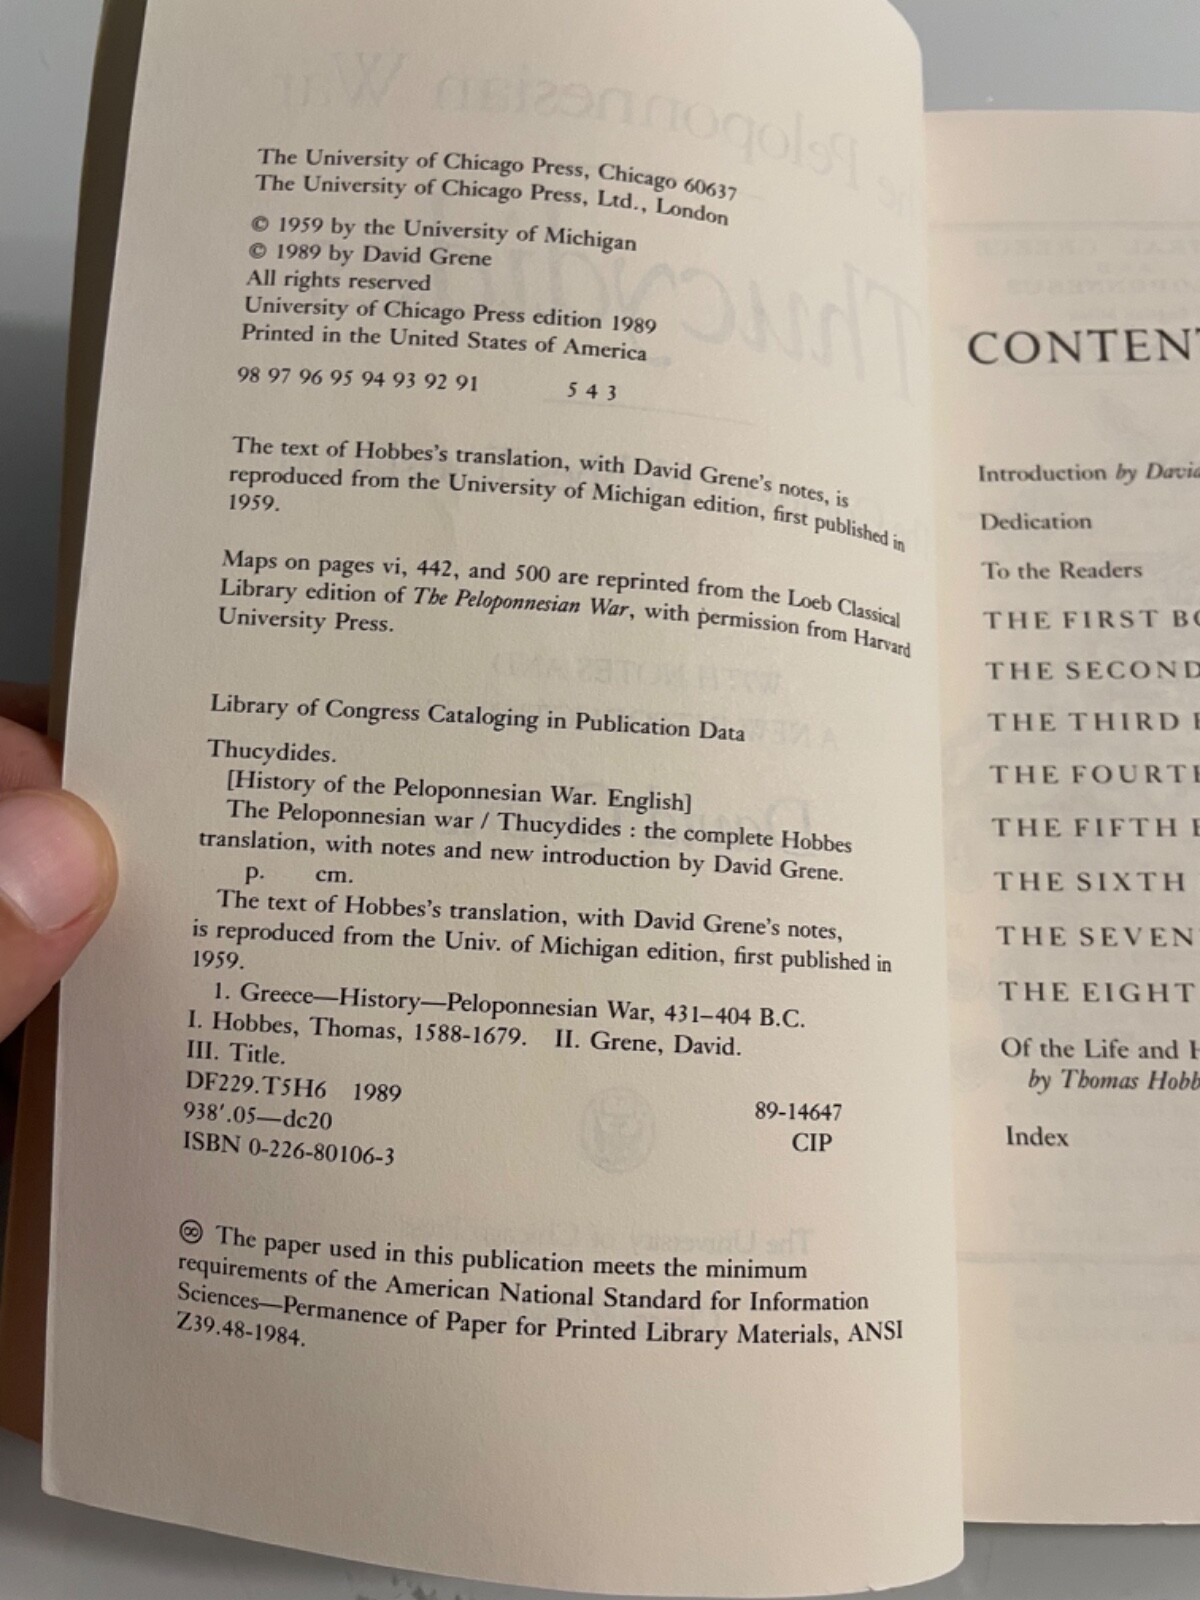 The University of Chicago Press, Chicago 60637
The University of Chicago Press, Ltd., London
© 1959 by the University of Michigan
© 1989 by David Grene
All rights reserved
University of Chicago Press edition 1989
Printed in the United States of America
98 97 96 95 94 93 92 91 5 4 3
The text of Hobbes's translation, with David Grene's notes, is
reproduced from the University of Michigan edition, first published in
1959.
Maps on pages vi, 442, and 500 are reprinted from the Loeb Classical
Library edition of The Peloponnesian War, with permission from Harvard
University Press.
Library of Congress Cataloging in Publication Data
Thucydides.
[History of the Peloponnesian War. English]
The Peloponnesian war / Thucydides : the complete Hobbes
translation, with notes and new introduction by David Grene.
p. cm.
The text of Hobbes's translation, with David Grene's notes,
is reproduced from the Univ. of Michigan edition, first published in
1959.
1. Greece—History—Peloponnesian War, 431–404 B.C.
I. Hobbes, Thomas, 1588-1679. II. Grene, David.
III. Title.
DF229.T5H6 1989
938'.05—dc20 89-14647
ISBN 0-226-80106-3 CIP
♾ The paper used in this publication meets the minimum
requirements of the American National Standard for Information
Sciences—Permanence of Paper for Printed Library Materials, ANSI
Z39.48-1984.
CONTENT
Introduction by David
Dedication
To the Readers
THE FIRST BO
THE SECOND
THE THIRD B
THE FOURTH
THE FIFTH B
THE SIXTH
THE SEVEN
THE EIGHT
Of the Life and H
by Thomas Hobb
Index